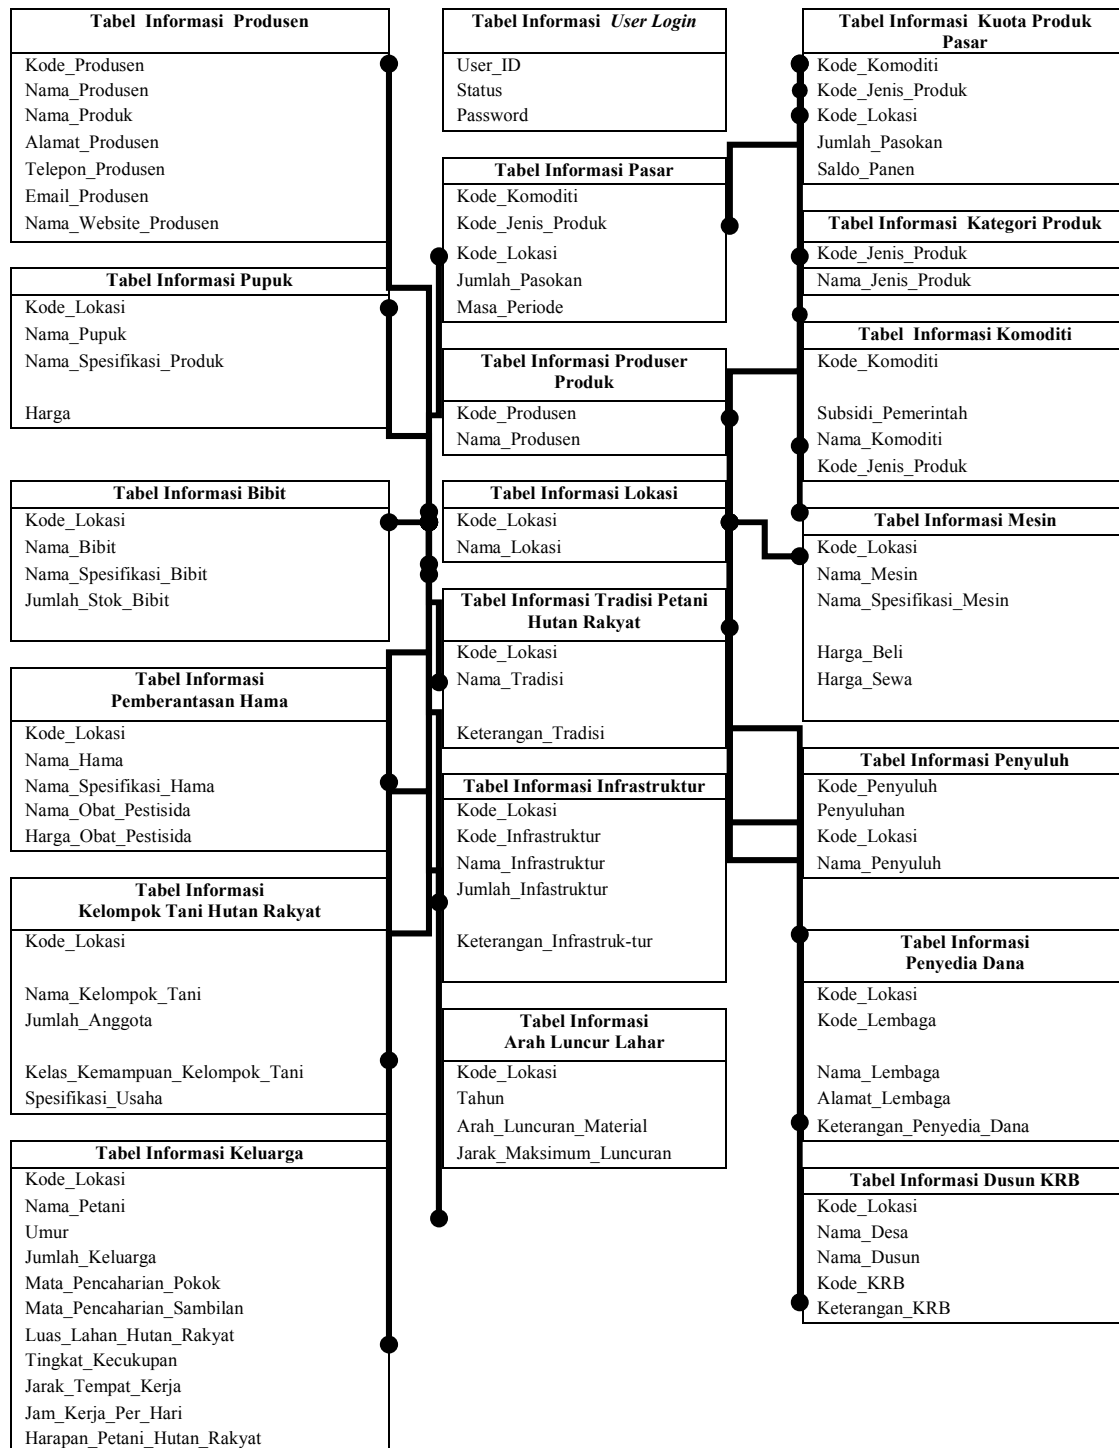 Tabel Informasi Produsen
Kode_Produsen
Nama_Produsen
Nama_Produk
Alamat_Produsen
Telepon_Produsen
Email_Produsen
Nama_Website_Produsen
Tabel Informasi Pupuk
Kode_Lokasi
Nama_Pupuk
Nama_Spesifikasi_Produk
Harga
Tabel Informasi Bibit
Kode_Lokasi
Nama_Bibit
Nama_Spesifikasi_Bibit
Jumlah_Stok_Bibit
Tabel Informasi
Pemberantasan Hama
Kode_Lokasi
Nama_Hama
Nama_Spesifikasi_Hama
Nama_Obat_Pestisida
Harga_Obat_Pestisida
Tabel Informasi
Kelompok Tani Hutan Rakyat
Kode_Lokasi
Nama_Kelompok_Tani
Jumlah_Anggota
Kelas_Kemampuan_Kelompok_Tani
Spesifikasi_Usaha
Tabel Informasi Keluarga
Kode_Lokasi
Nama_Petani
Umur
Jumlah_Keluarga
Mata_Pencaharian_Pokok
Mata_Pencaharian_Sambilan
Luas_Lahan_Hutan_Rakyat
Tingkat_Kecukupan
Jarak_Tempat_Kerja
Jam_Kerja_Per_Hari
Harapan_Petani_Hutan_Rakyat
Tabel Informasi User Login
User_ID
Status
Password
Tabel Informasi Pasar
Kode_Komoditi
Kode_Jenis_Produk
Kode_Lokasi
Jumlah_Pasokan
Masa_Periode
Tabel Informasi Produser
Produk
Kode_Produsen
Nama_Produsen
Tabel Informasi Lokasi
Kode_Lokasi
Nama_Lokasi
Tabel Informasi Tradisi Petani
Hutan Rakyat
Kode_Lokasi
Nama_Tradisi
Keterangan_Tradisi
Tabel Informasi Infrastruktur
Kode_Lokasi
Kode_Infrastruktur
Nama_Infrastruktur
Jumlah_Infastruktur
Keterangan_Infrastruk-tur
Tabel Informasi
Arah Luncur Lahar
Kode_Lokasi
Tahun
Arah_Luncuran_Material
Jarak_Maksimum_Luncuran
Tabel Informasi Kuota Produk
Pasar
Kode_Komoditi
Kode_Jenis_Produk
Kode_Lokasi
Jumlah_Pasokan
Saldo_Panen
Tabel Informasi Kategori Produk
Kode_Jenis_Produk
Nama_Jenis_Produk
Tabel Informasi Komoditi
Kode_Komoditi
Subsidi_Pemerintah
Nama_Komoditi
Kode_Jenis_Produk
Tabel Informasi Mesin
Kode_Lokasi
Nama_Mesin
Nama_Spesifikasi_Mesin
Harga_Beli
Harga_Sewa
Tabel Informasi Penyuluh
Kode_Penyuluh
Penyuluhan
Kode_Lokasi
Nama_Penyuluh
Tabel Informasi
Penyedia Dana
Kode_Lokasi
Kode_Lembaga
Nama_Lembaga
Alamat_Lembaga
Keterangan_Penyedia_Dana
Tabel Informasi Dusun KRB
Kode_Lokasi
Nama_Desa
Nama_Dusun
Kode_KRB
Keterangan_KRB